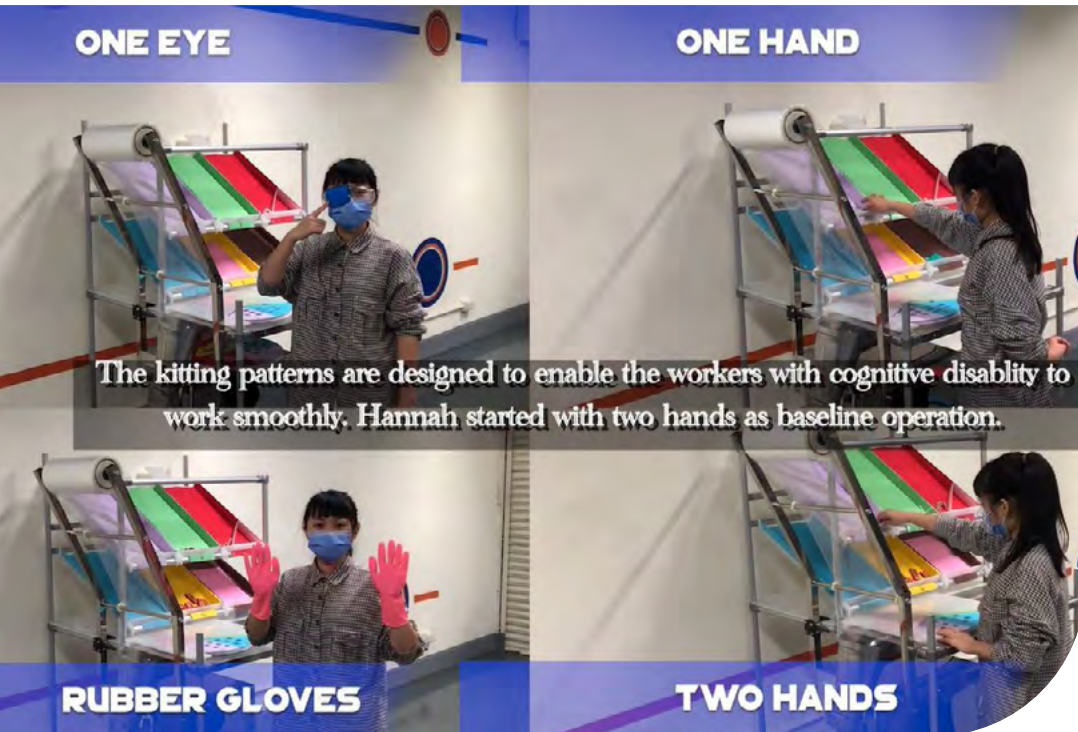 ONE EYE
ONE HAND
The kitting patterns are designed to enable the workers with cognitive disablity to
work smoothly. Hannah started with two hands as baseline operation.
RUBBER GLOVES
TWO HANDS